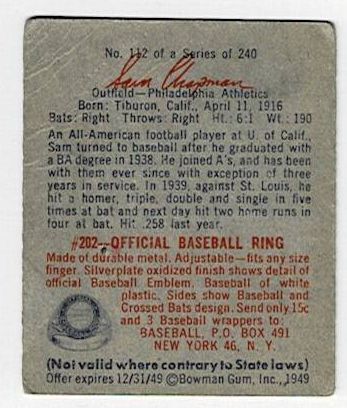 No. 112 of a Series of 240
Sam Chapman
Outfield—Philadelphia Athletics
Born: Tiburon, Calif., April 11, 1916
Bats: Right Throws: Right Ht.: 6:1 Wt.: 190
An All-American football player at U. of Calif.,
Sam turned to baseball after he graduated with
a BA degree in 1938. He joined A's, and has been
with them ever since with exception of three
years in service. In 1939, against St. Louis, he
hit a homer, triple, double and single in five
times at bat and next day hit two home runs in
four at bat. Hit .258 last year.
#202—OFFICIAL BASEBALL RING
Made of durable metal. Adjustable—fits any size
finger. Silverplate oxidized finish shows detail of
official Baseball Emblem. Baseball of white
plastic. Sides show Baseball and
Crossed Bats design. Send only 15c
and 3 Baseball wrappers to:
BASEBALL, P.O. BOX 491
NEW YORK 46, N. Y.
(Not valid where contrary to State laws)
Offer expires 12/31/49 ©Bowman Gum, Inc., 1949